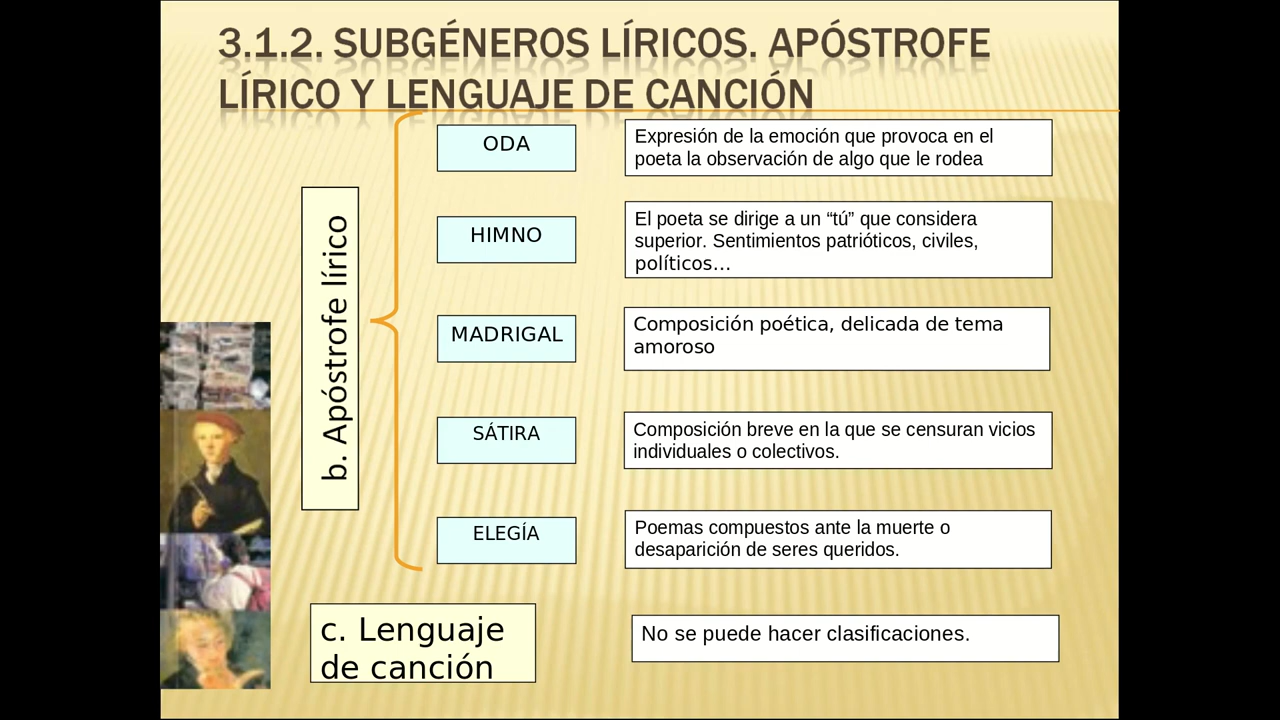 3.1.2. SUBGÉNEROS LÍRICOS. APÓSTROFE
LÍRICO Y LENGUAJE DE CANCIÓN
b. Apóstrofe lírico
ODA
Expresión de la emoción que provoca en el
poeta la observación de algo que le rodea
HIMNO
El poeta se dirige a un “tú” que considera
superior. Sentimientos patrióticos, civiles,
políticos…
MADRIGAL
Composición poética, delicada de tema
amoroso
SÁTIRA
Composición breve en la que se censuran vicios
individuales o colectivos.
ELEGÍA
Poemas compuestos ante la muerte o
desaparición de seres queridos.
c. Lenguaje
de canción
No se puede hacer clasificaciones.